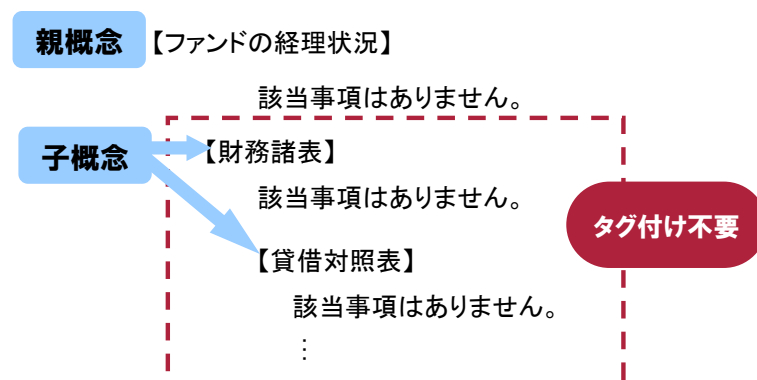 親概念 【ファンドの経理状況】
該当事項はありません。
子概念 【財務諸表】
該当事項はありません。
タグ付け不要
【貸借対照表】
該当事項はありません。
⋮